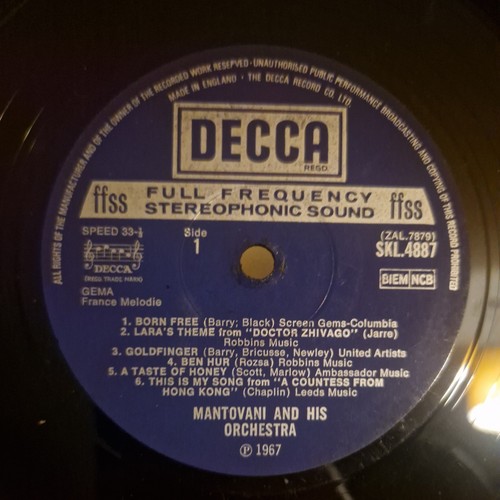 ALL RIGHTS OF THE MANUFACTURER AND OF THE OWNER OF THE RECORDED WORK RESERVED · UNAUTHORISED PUBLIC PERFORMANCE BROADCASTING AND COPYING OF THIS RECORD PROHIBITED
MADE IN ENGLAND · THE DECCA RECORD CO. LTD.
DECCA
REGD.
ffss FULL FREQUENCY STEREOPHONIC SOUND ffss
SPEED 33-⅓
Side
1
(ZAL.7879)
SKL.4887
DECCA
(REGD. TRADE MARK)
BIEM NCB
GEMA
France Melodie
1. BORN FREE (Barry; Black) Screen Gems-Columbia
2. LARA'S THEME from "DOCTOR ZHIVAGO" (Jarre)
Robbins Music
3. GOLDFINGER (Barry, Bricusse, Newley) United Artists
4. BEN HUR (Rozsa) Robbins Music
5. A TASTE OF HONEY (Scott, Marlow) Ambassador Music
6. THIS IS MY SONG from "A COUNTESS FROM
HONG KONG" (Chaplin) Leeds Music
MANTOVANI AND HIS
ORCHESTRA
℗ 1967